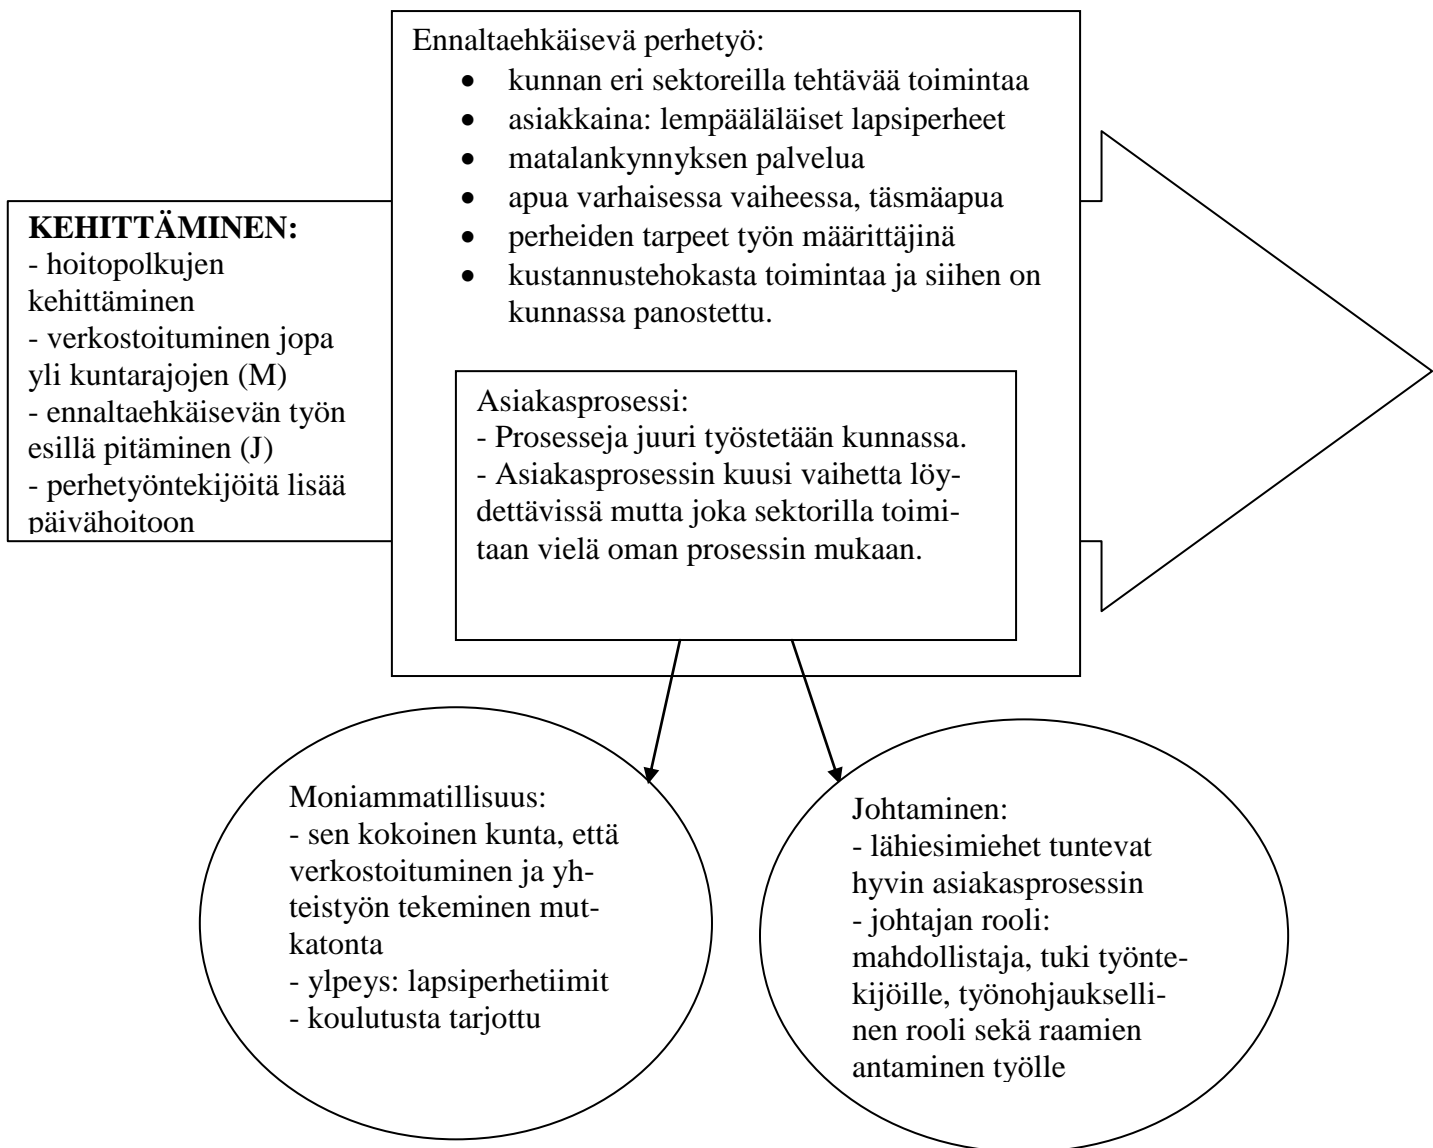 Ennaltaehkäisevä perhetyö:
• kunnan eri sektoreilla tehtävää toimintaa
• asiakkaina: lempääläläiset lapsiperheet
• matalankynnyksen palvelua
• apua varhaisessa vaiheessa, täsmäapua
• perheiden tarpeet työn määrittäjinä
• kustannustehokasta toimintaa ja siihen on
kunnassa panostettu.
KEHITTÄMINEN:
- hoitopolkujen
kehittäminen
- verkostoituminen jopa
yli kuntarajojen (M)
- ennaltaehkäisevän työn
esillä pitäminen (J)
- perhetyöntekijöitä lisää
päivähoitoon
Asiakasprosessi:
- Prosesseja juuri työstetään kunnassa.
- Asiakasprosessin kuusi vaihetta löy-
dettävissä mutta joka sektorilla toimi-
taan vielä oman prosessin mukaan.
Moniammatillisuus:
- sen kokoinen kunta, että
verkostoituminen ja yh-
teistyön tekeminen mut-
katonta
- ylpeys: lapsiperhetiimit
- koulutusta tarjottu
Johtaminen:
- lähiesimiehet tuntevat
hyvin asiakasprosessin
- johtajan rooli:
mahdollistaja, tuki työnte-
kijöille, työnohjaukselli-
nen rooli sekä raamien
antaminen työlle